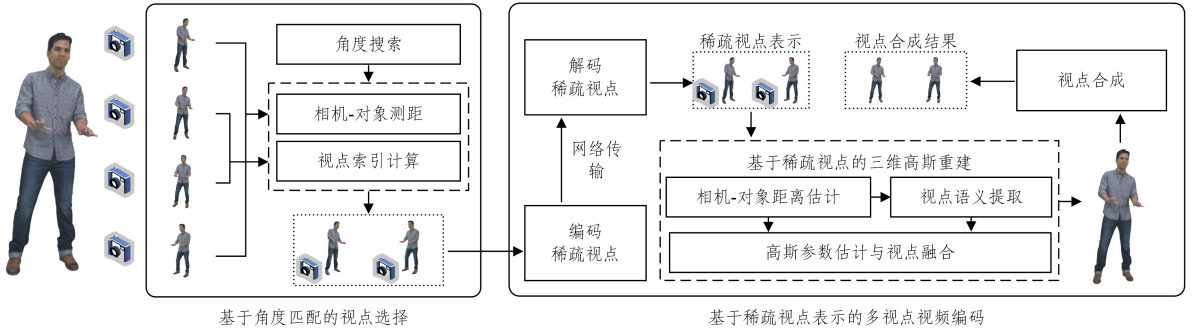 角度搜索
相机-对象测距
视点索引计算
基于角度匹配的视点选择
解码
稀疏视点
网络传
输
编码
稀疏视点
稀疏视点表示
视点合成结果
视点合成
基于稀疏视点的三维高斯重建
相机-对象距离估计
视点语义提取
高斯参数估计与视点融合
基于稀疏视点表示的多视点视频编码